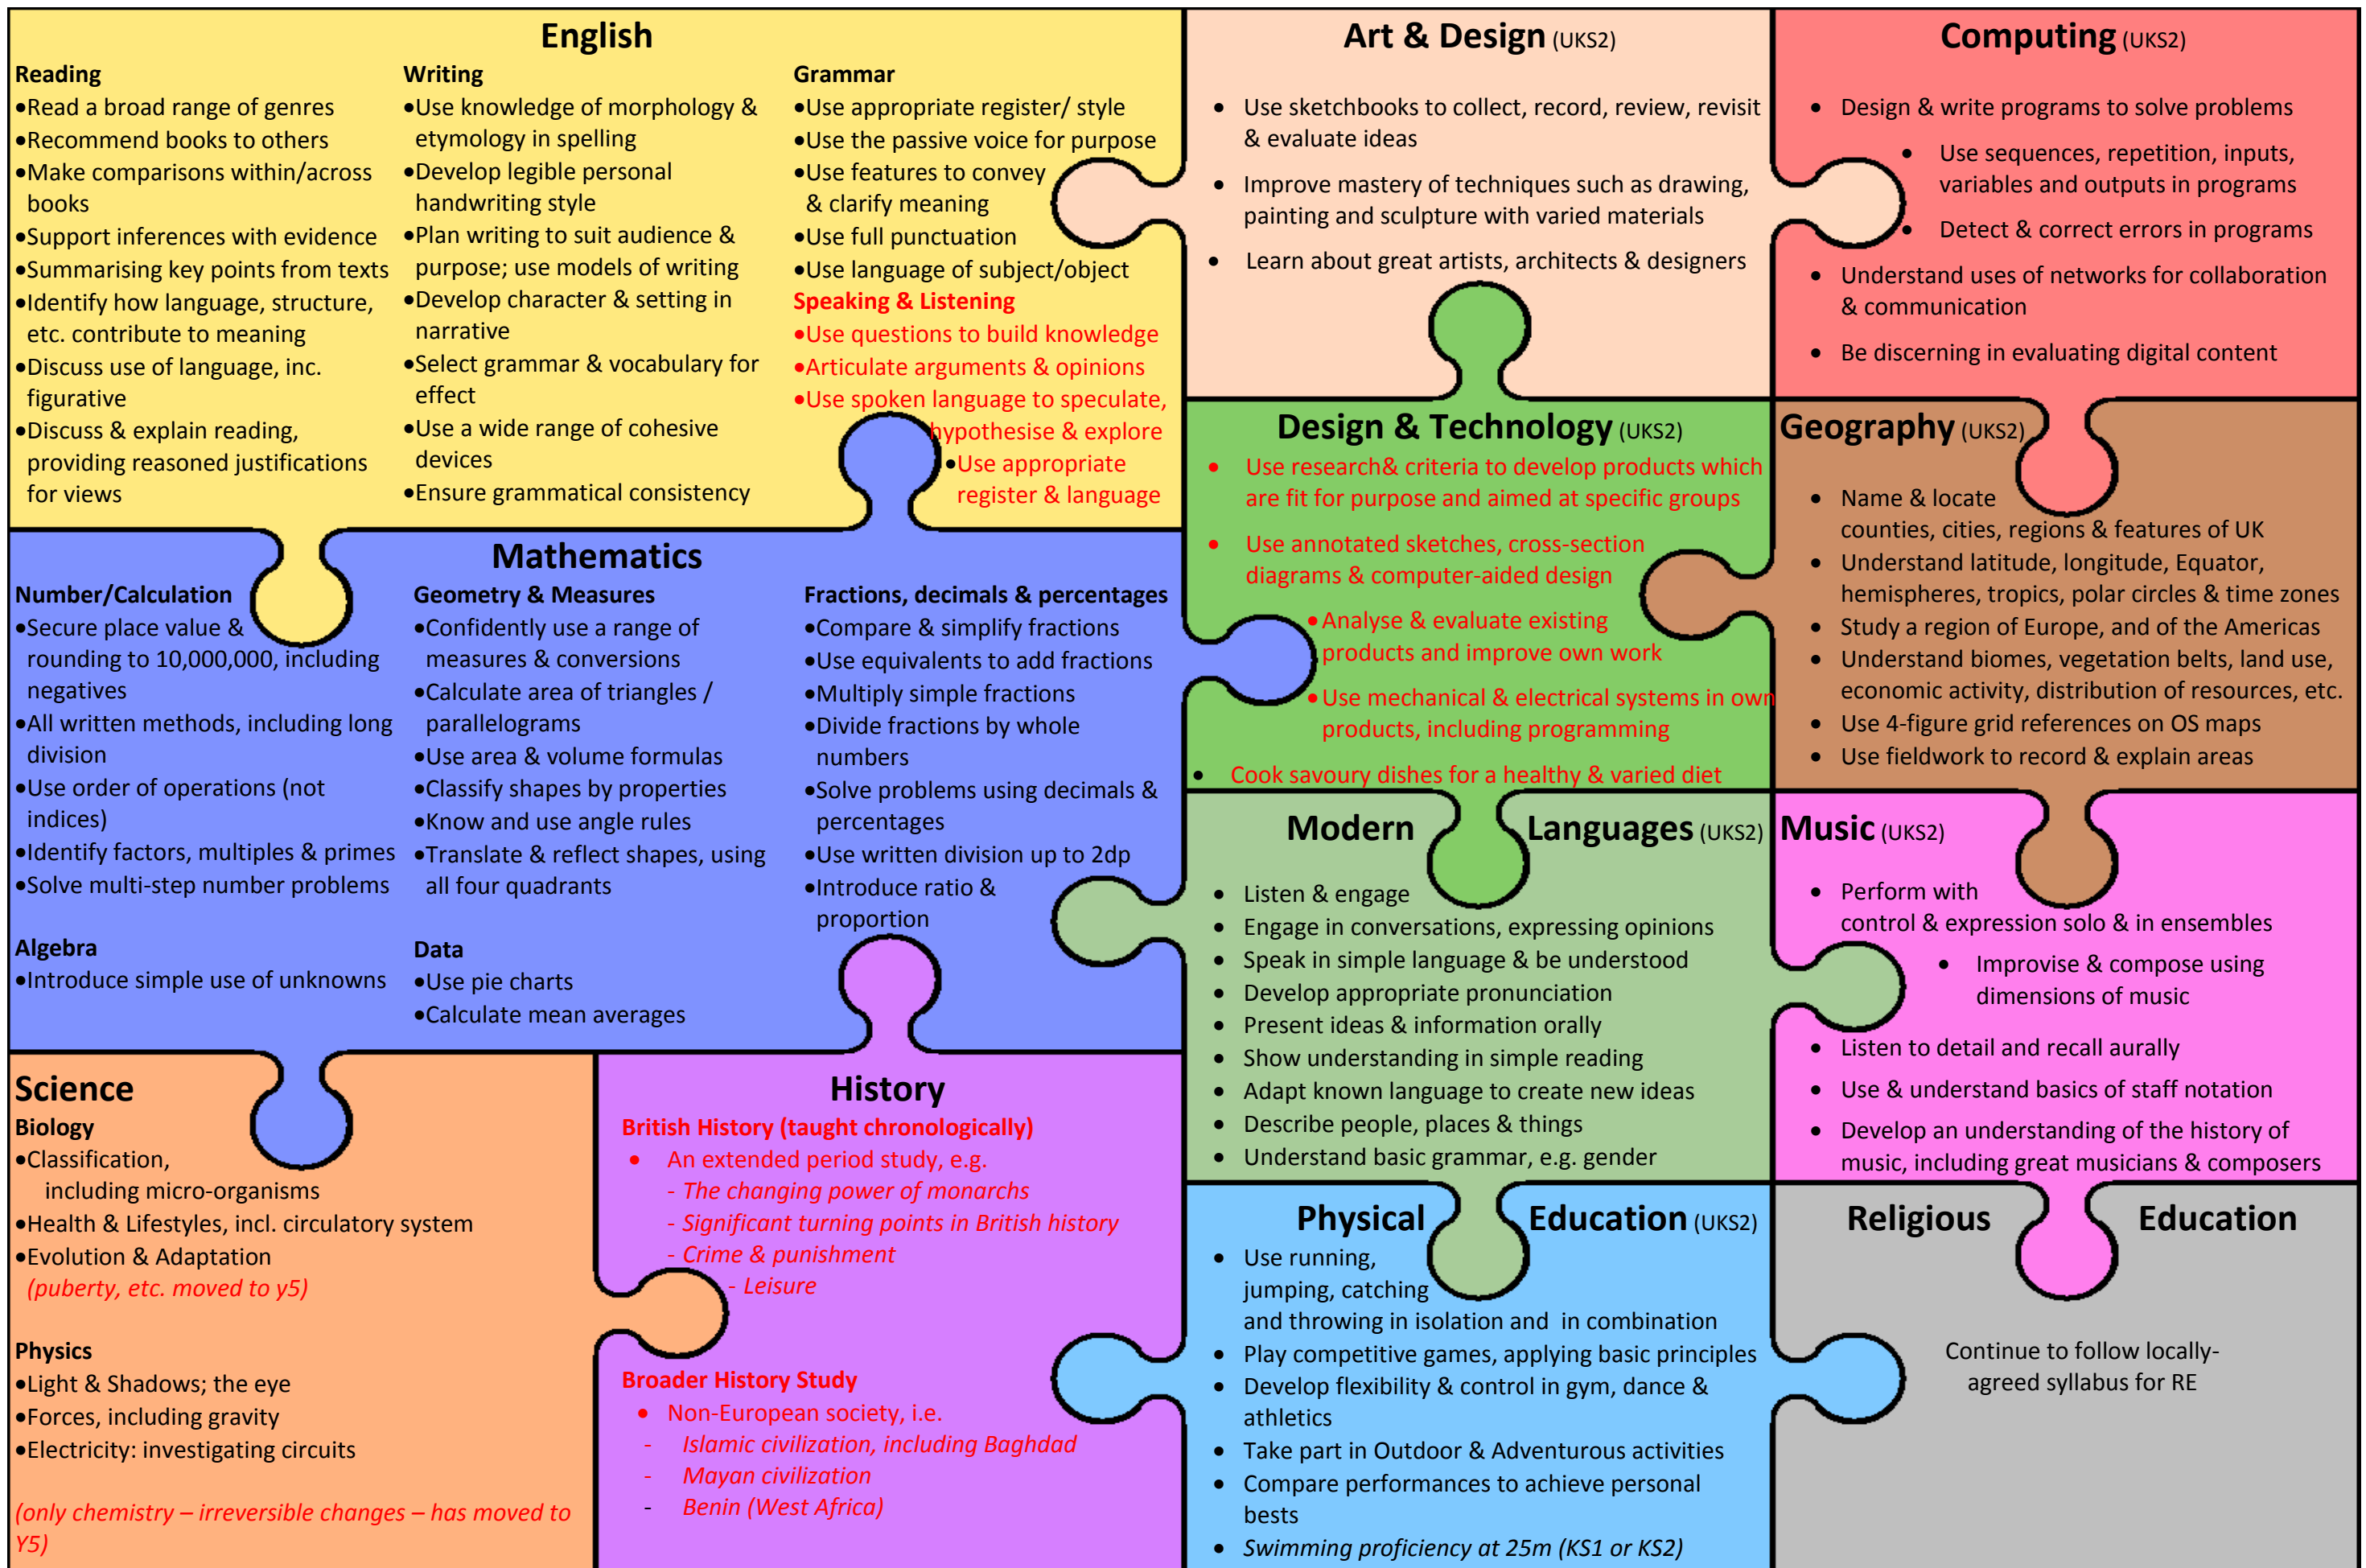 English
Reading
•Read a broad range of genres
•Recommend books to others
•Make comparisons within/across
books
•Support inferences with evidence
•Summarising key points from texts
•Identify how language, structure,
etc. contribute to meaning
•Discuss use of language, inc.
figurative
•Discuss & explain reading,
providing reasoned justifications
for views
Writing
•Use knowledge of morphology &
etymology in spelling
•Develop legible personal
handwriting style
•Plan writing to suit audience &
purpose; use models of writing
•Develop character & setting in
narrative
•Select grammar & vocabulary for
effect
•Use a wide range of cohesive
devices
•Ensure grammatical consistency
Grammar
•Use appropriate register/ style
•Use the passive voice for purpose
•Use features to convey
& clarify meaning
•Use full punctuation
•Use language of subject/object
Speaking & Listening
•Use questions to build knowledge
•Articulate arguments & opinions
•Use spoken language to speculate,
hypothesise & explore
•Use appropriate
register & language
Art & Design (UKS2)
• Use sketchbooks to collect, record, review, revisit
& evaluate ideas
• Improve mastery of techniques such as drawing,
painting and sculpture with varied materials
• Learn about great artists, architects & designers
Computing (UKS2)
• Design & write programs to solve problems
• Use sequences, repetition, inputs,
variables and outputs in programs
• Detect & correct errors in programs
• Understand uses of networks for collaboration
& communication
• Be discerning in evaluating digital content
Design & Technology (UKS2)
• Use research& criteria to develop products which
are fit for purpose and aimed at specific groups
• Use annotated sketches, cross-section
diagrams & computer-aided design
•Analyse & evaluate existing
products and improve own work
•Use mechanical & electrical systems in own
products, including programming
• Cook savoury dishes for a healthy & varied diet
Geography (UKS2)
• Name & locate
counties, cities, regions & features of UK
• Understand latitude, longitude, Equator,
hemispheres, tropics, polar circles & time zones
• Study a region of Europe, and of the Americas
• Understand biomes, vegetation belts, land use,
economic activity, distribution of resources, etc.
• Use 4-figure grid references on OS maps
• Use fieldwork to record & explain areas
Mathematics
Number/Calculation
•Secure place value &
rounding to 10,000,000, including
negatives
•All written methods, including long
division
•Use order of operations (not
indices)
•Identify factors, multiples & primes
•Solve multi-step number problems
Algebra
•Introduce simple use of unknowns
Geometry & Measures
•Confidently use a range of
measures & conversions
•Calculate area of triangles /
parallelograms
•Use area & volume formulas
•Classify shapes by properties
•Know and use angle rules
•Translate & reflect shapes, using
all four quadrants
Data
•Use pie charts
•Calculate mean averages
Fractions, decimals & percentages
•Compare & simplify fractions
•Use equivalents to add fractions
•Multiply simple fractions
•Divide fractions by whole
numbers
•Solve problems using decimals &
percentages
•Use written division up to 2dp
•Introduce ratio &
proportion
Modern Languages (UKS2)
• Listen & engage
• Engage in conversations, expressing opinions
• Speak in simple language & be understood
• Develop appropriate pronunciation
• Present ideas & information orally
• Show understanding in simple reading
• Adapt known language to create new ideas
• Describe people, places & things
• Understand basic grammar, e.g. gender
Music (UKS2)
• Perform with
control & expression solo & in ensembles
• Improvise & compose using
dimensions of music
• Listen to detail and recall aurally
• Use & understand basics of staff notation
• Develop an understanding of the history of
music, including great musicians & composers
Science
Biology
•Classification,
including micro-organisms
•Health & Lifestyles, incl. circulatory system
•Evolution & Adaptation
(puberty, etc. moved to y5)
Physics
•Light & Shadows; the eye
•Forces, including gravity
•Electricity: investigating circuits
(only chemistry – irreversible changes – has moved to
Y5)
History
British History (taught chronologically)
• An extended period study, e.g.
- The changing power of monarchs
- Significant turning points in British history
- Crime & punishment
- Leisure
Broader History Study
• Non-European society, i.e.
- Islamic civilization, including Baghdad
- Mayan civilization
- Benin (West Africa)
Physical Education (UKS2)
• Use running,
jumping, catching
and throwing in isolation and in combination
• Play competitive games, applying basic principles
• Develop flexibility & control in gym, dance &
athletics
• Take part in Outdoor & Adventurous activities
• Compare performances to achieve personal
bests
• Swimming proficiency at 25m (KS1 or KS2)
Religious Education
Continue to follow locally-
agreed syllabus for RE